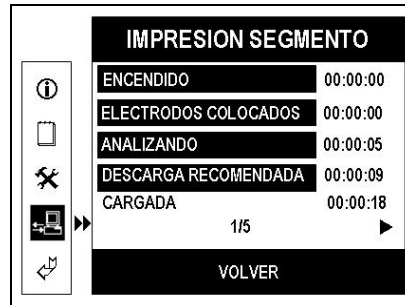 IMPRESION SEGMENTO
ENCENDIDO 00:00:00
ELECTRODOS COLOCADOS 00:00:00
ANALIZANDO 00:00:05
DESCARGA RECOMENDADA 00:00:09
CARGADA 00:00:18
1/5
VOLVER